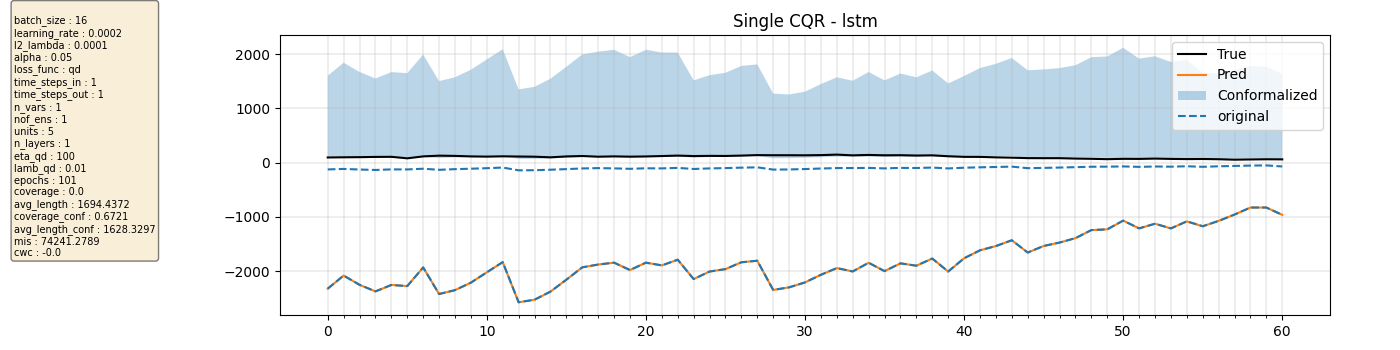 batch_size : 16
learning_rate : 0.0002
l2_lambda : 0.0001
alpha : 0.05
loss_func : qd
time_steps_in : 1
time_steps_out : 1
n_vars : 1
nof_ens : 1
units : 5
n_layers : 1
eta_qd : 100
lamb_qd : 0.01
epochs : 101
coverage : 0.0
avg_length : 1694.4372
coverage_conf : 0.6721
avg_length_conf : 1628.3297
mis : 74241.2789
cwc : -0.0
Single CQR - lstm
2000
1000
0
−1000
−2000
True
Pred
Conformalized
original
0 10 20 30 40 50 60